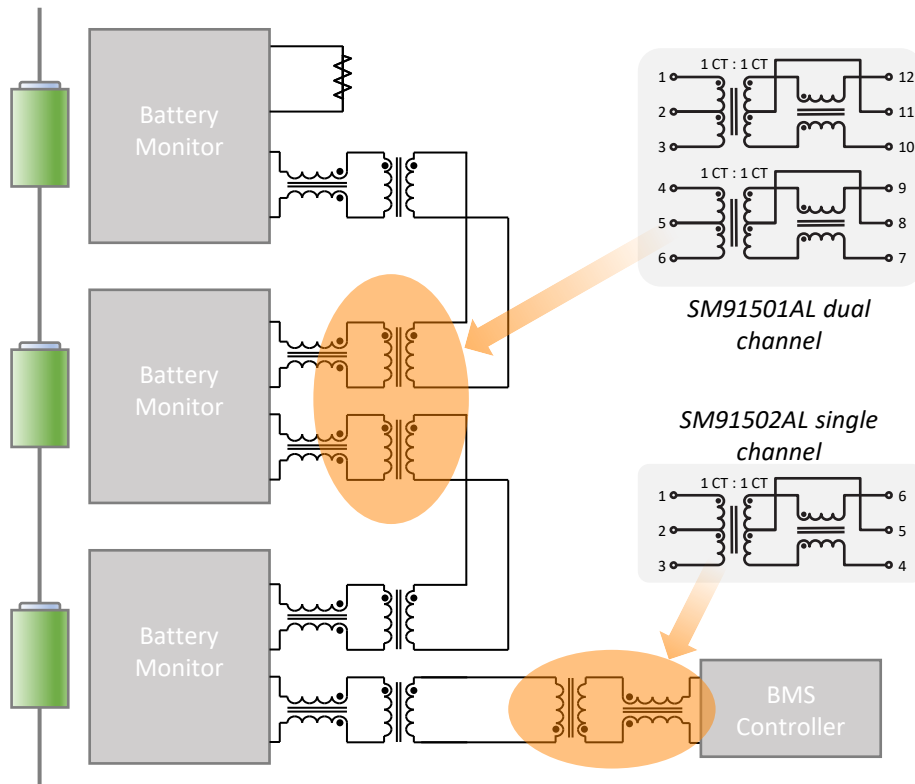 Battery
Monitor
Battery
Monitor
Battery
Monitor
1 CT : 1 CT
1
2
3
12
11
10
1 CT : 1 CT
4
5
6
9
8
7
SM91501AL dual
channel
SM91502AL single
channel
1 CT : 1 CT
1
2
3
6
5
4
BMS
Controller